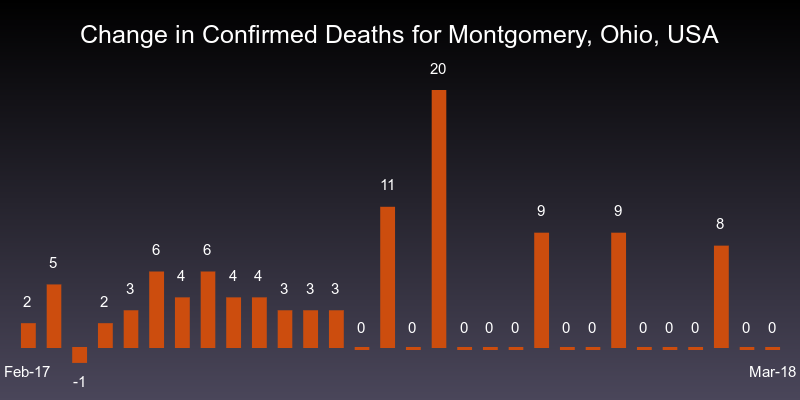 Change in Confirmed Deaths for Montgomery, Ohio, USA
2 5 -1 2 3 6 4 6 4 4 3 3 3 0 11 0 20 0 0 0 9 0 0 9 0 0 0 8 0 0
Feb-17 Mar-18